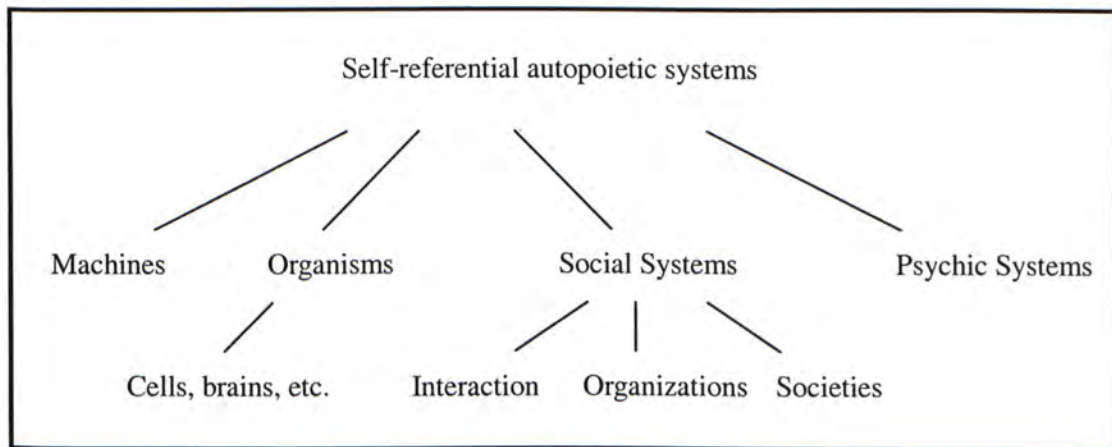 Self-referential autopoietic systems
Machines Organisms Social Systems Psychic Systems
Cells, brains, etc. Interaction Organizations Societies